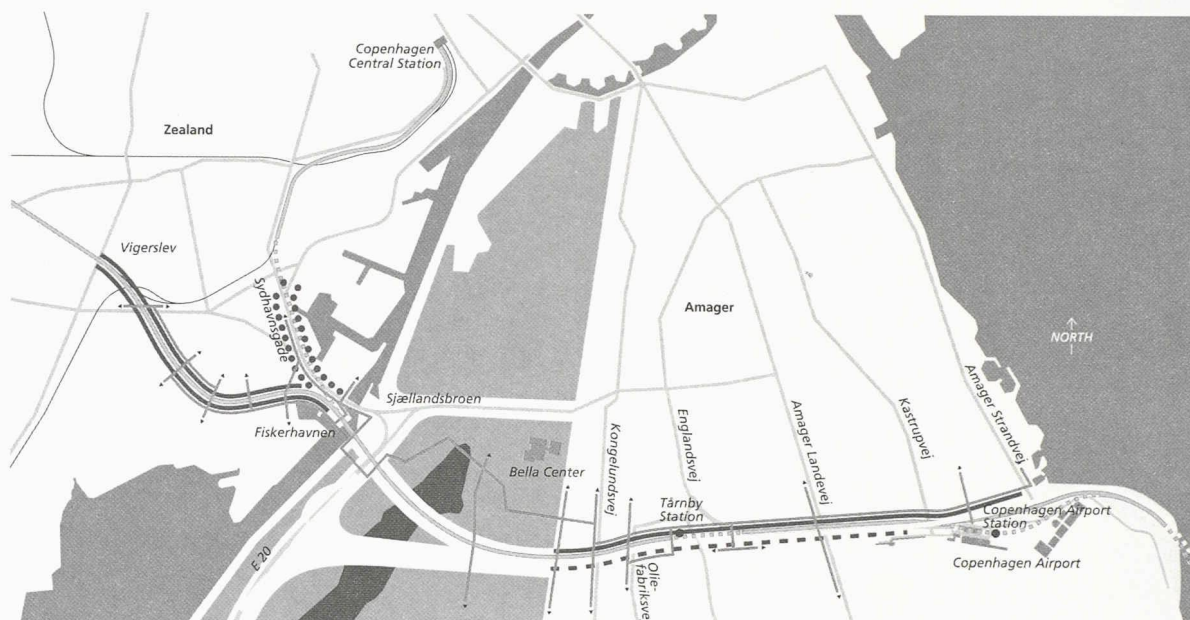 Copenhagen
Central Station
Zealand
Vigerslev
Sydhavnsgade
Amager
NORTH
Sjællandsbroen
Fiskerhavnen
Bella Center
Kongelundsvej
Englandsvej
Amager Landevej
Kastrupvej
Amager Strandvej
Tårnby
Station
Copenhagen Airport
Station
Copenhagen Airport
E 20
Olie-
fabriksve